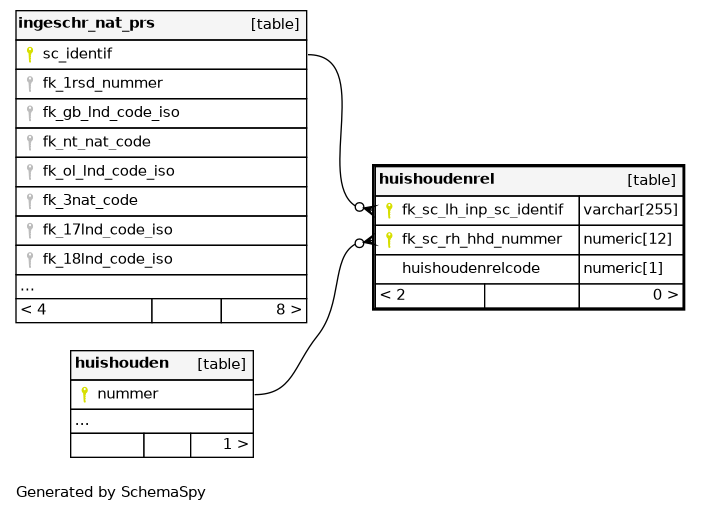 ingeschr_nat_prs [table]
sc_identif
fk_1rsd_nummer
fk_gb_lnd_code_iso
fk_nt_nat_code
fk_ol_lnd_code_iso
fk_3nat_code
fk_17lnd_code_iso
fk_18lnd_code_iso
...
< 4 8 >
huishoudenrel [table]
fk_sc_lh_inp_sc_identif varchar[255]
fk_sc_rh_hhd_nummer numeric[12]
huishoudenrelcode numeric[1]
< 2 0 >
huishouden [table]
nummer
...
1 >
Generated by SchemaSpy